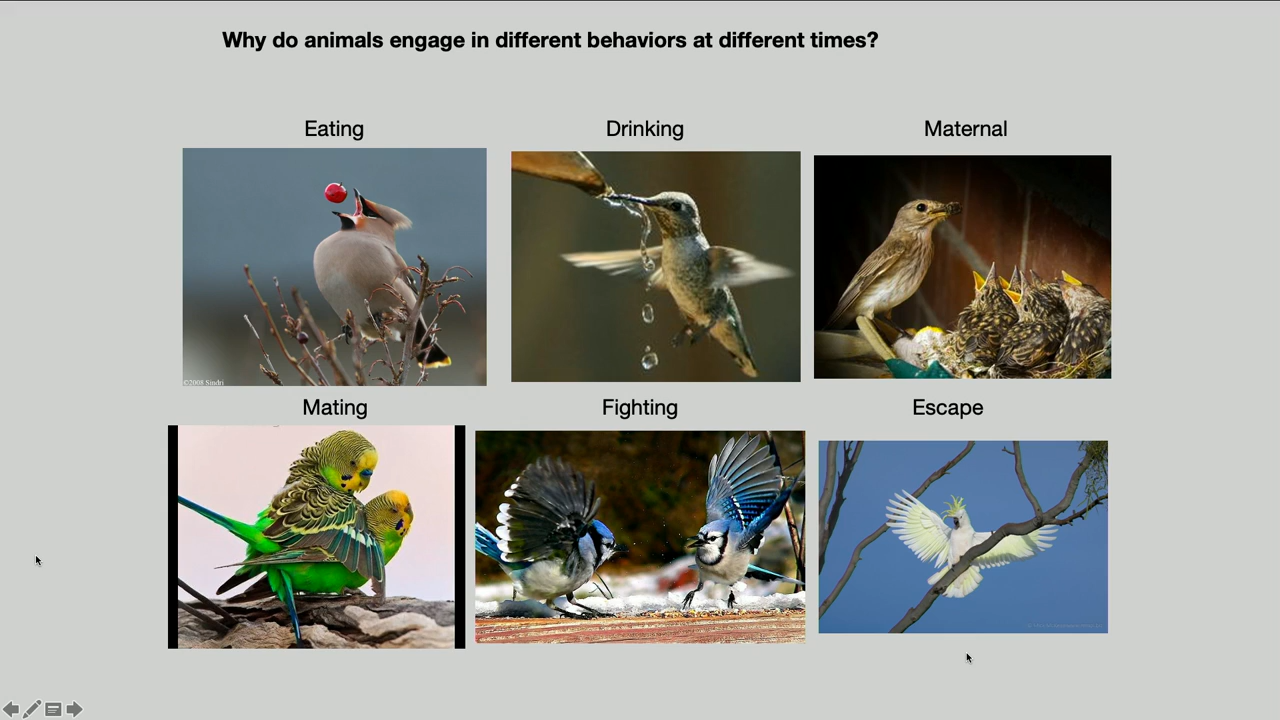 Why do animals engage in different behaviors at different times?
Eating
Drinking
Maternal
©2008 Sindri
Mating
Fighting
Escape